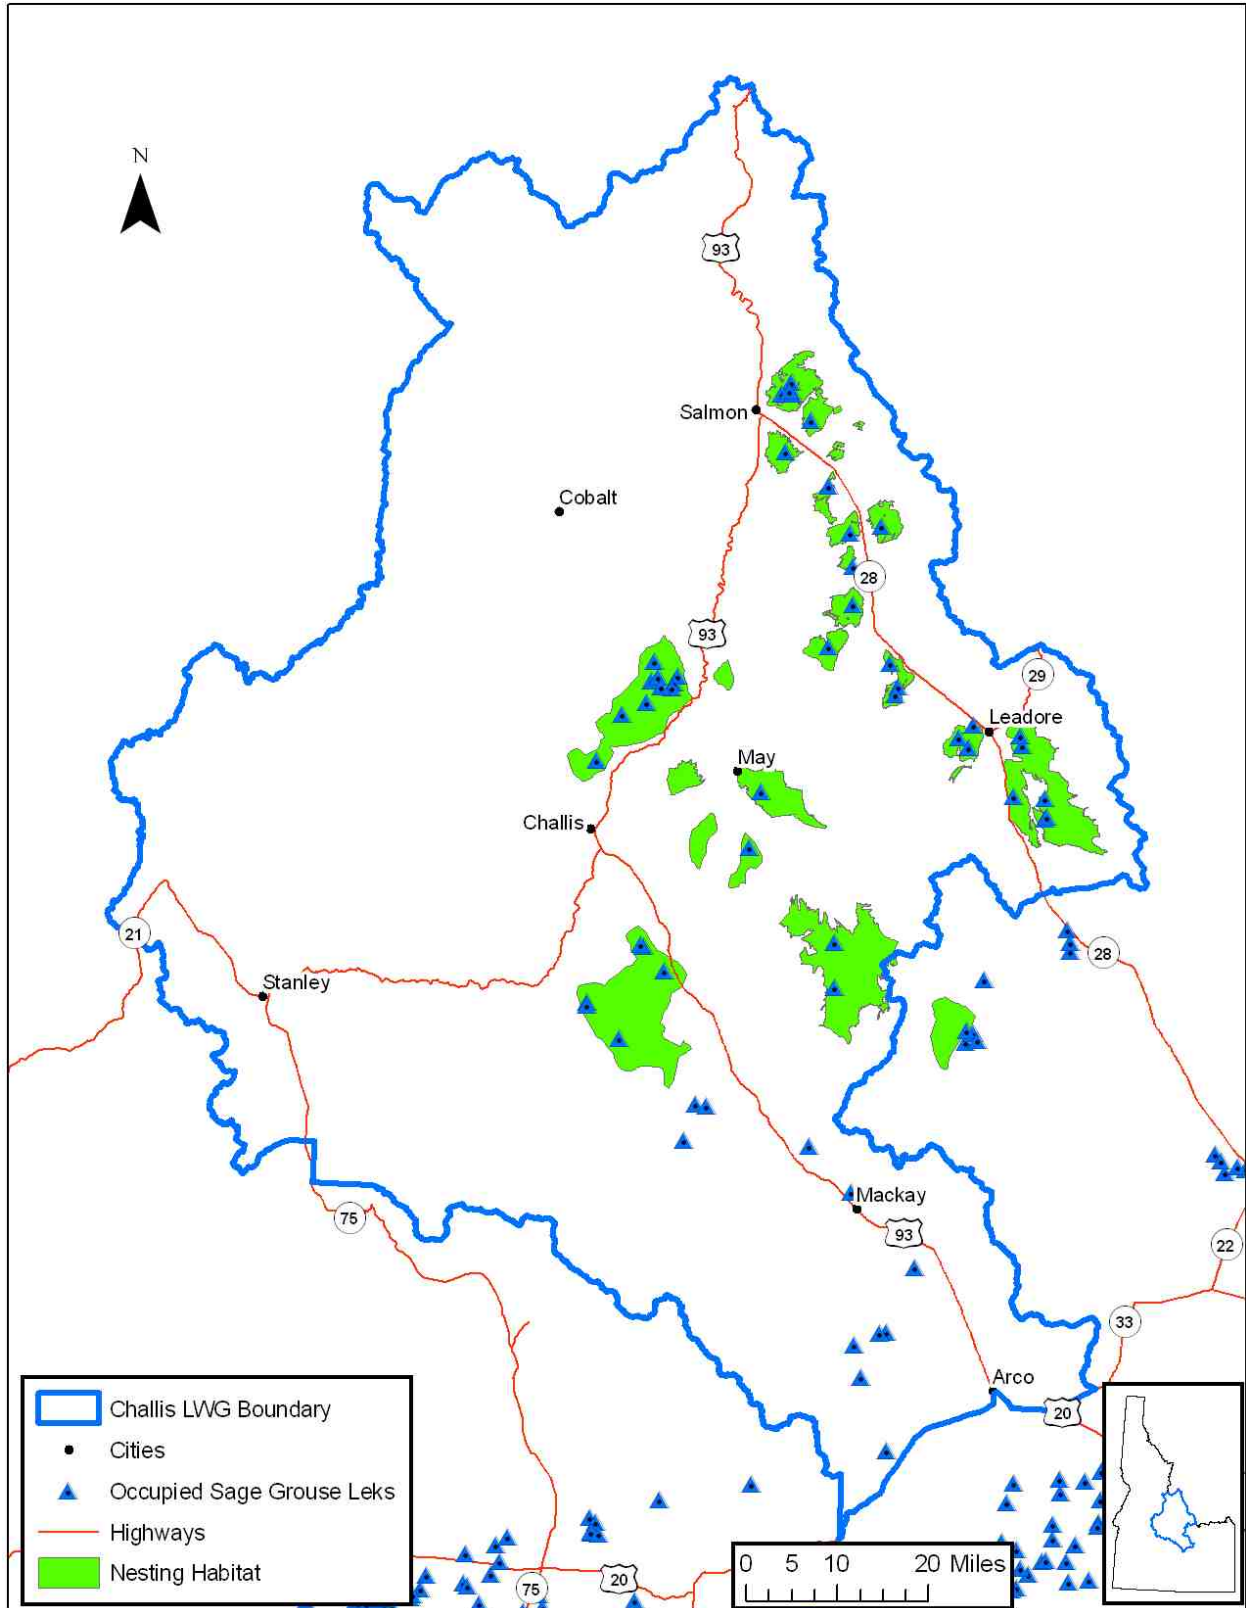 N
93
Salmon
Cobalt
28
93
29
Leadore
May
Challis
21
28
Stanley
Mackay
75
93
22
33
Arco
20
Challis LWG Boundary
Cities
Occupied Sage Grouse Leks
Highways
Nesting Habitat
0 5 10 20 Miles
20
75